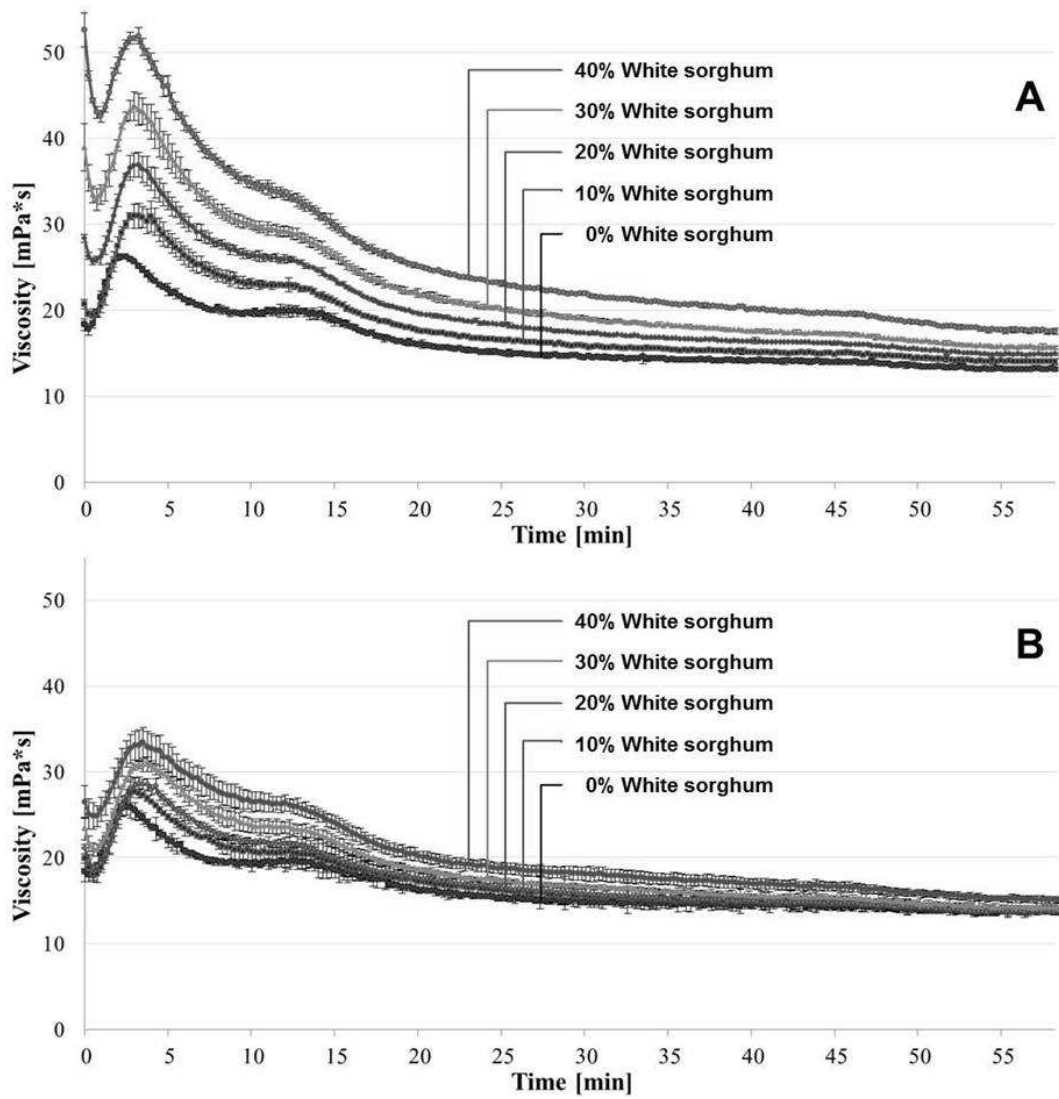 A
50
40
30
20
10
0
Viscosity [mPa*s]
40% White sorghum
30% White sorghum
20% White sorghum
10% White sorghum
0% White sorghum
0 5 10 15 20 25 30 35 40 45 50 55
Time [min]
B
50
40
30
20
10
0
Viscosity [mPa*s]
40% White sorghum
30% White sorghum
20% White sorghum
10% White sorghum
0% White sorghum
0 5 10 15 20 25 30 35 40 45 50 55
Time [min]